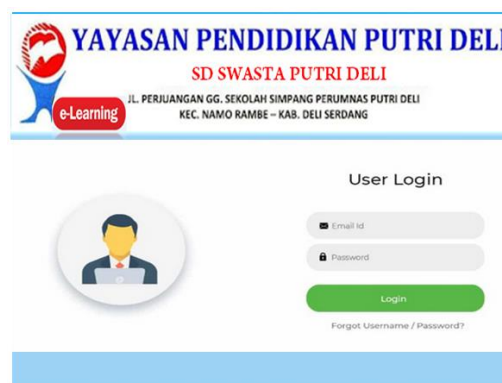 YAYASAN PENDIDIKAN PUTRI DELI
SD SWASTA PUTRI DELI
JL. PERJUANGAN GG. SEKOLAH SIMPANG PERUMNAS PUTRI DELI
KEC. NAMO RAMBE – KAB. DELI SERDANG
e-Learning
User Login
Email Id
Password
Login
Forgot Username / Password?